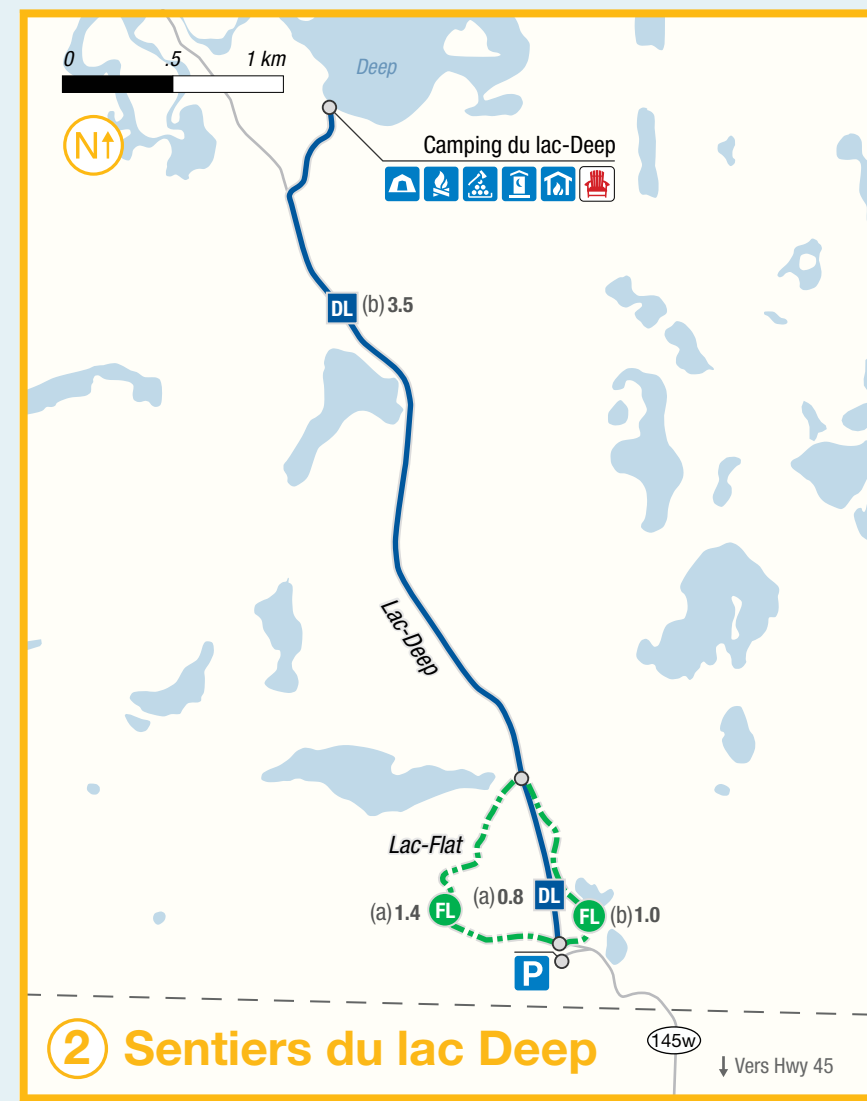 0 .5 1 km
Deep
N↑
Camping du lac-Deep
DL (b) 3.5
Lac-Deep
Lac-Flat
(a) 1.4 FL
(a) 0.8 DL
FL (b) 1.0
P
2 Sentiers du lac Deep
145w
↓ Vers Hwy 45